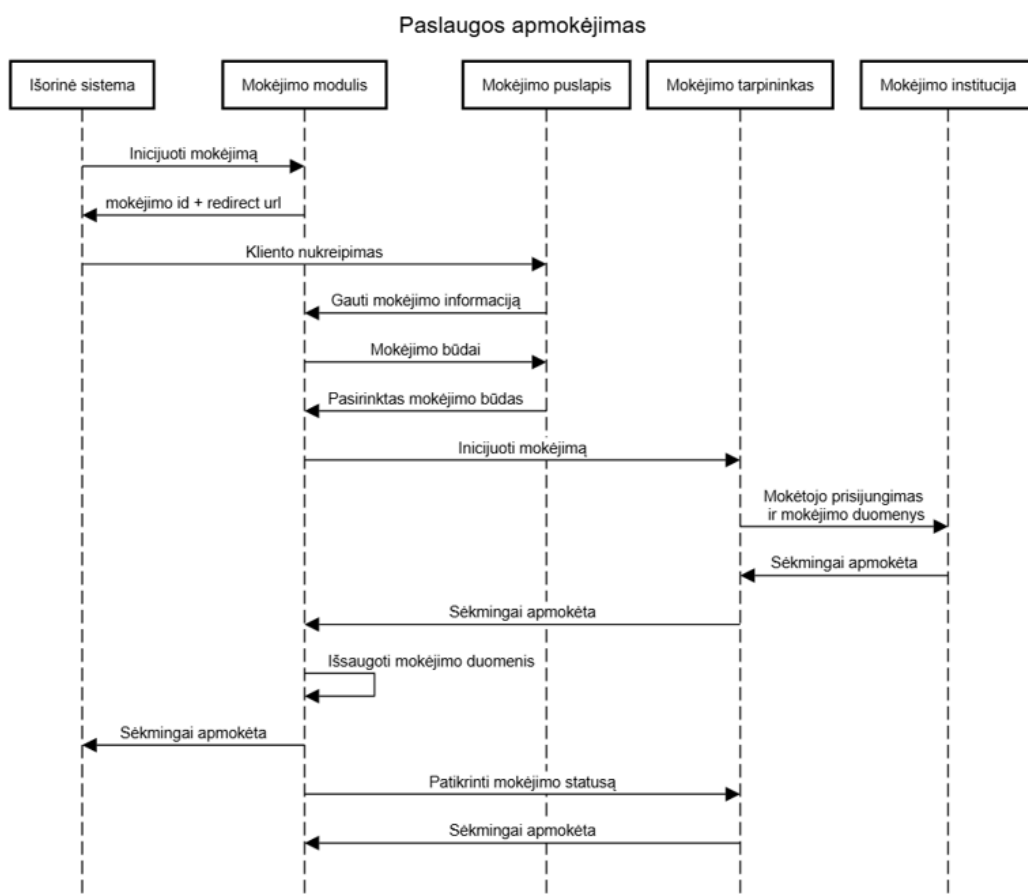 Paslaugos apmokėjimas
Išorinė sistema
Mokėjimo modulis
Mokėjimo puslapis
Mokėjimo tarpininkas
Mokėjimo institucija
Inicijuoti mokėjimą
mokėjimo id + redirect url
Kliento nukreipimas
Gauti mokėjimo informaciją
Mokėjimo būdai
Pasirinktas mokėjimo būdas
Inicijuoti mokėjimą
Mokėtojo prisijungimas
ir mokėjimo duomenys
Sėkmingai apmokėta
Sėkmingai apmokėta
Išsaugoti mokėjimo duomenis
Sėkmingai apmokėta
Patikrinti mokėjimo statusą
Sėkmingai apmokėta